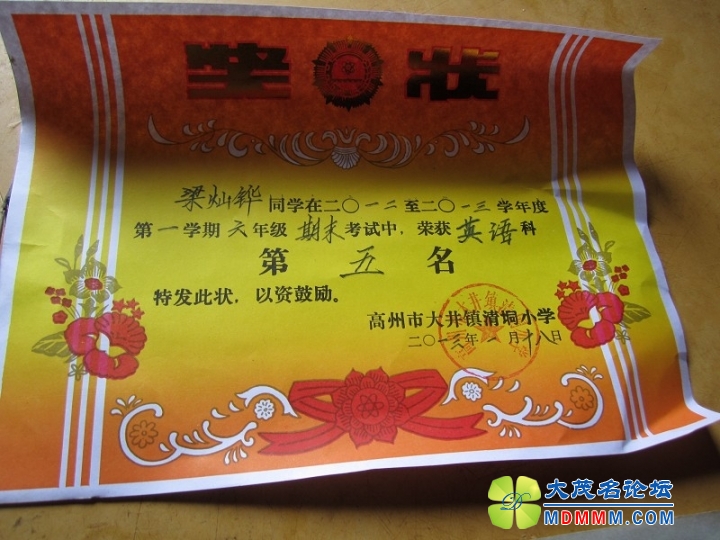 奖状
梁灿铧同学在二〇一二至二〇一三学年度
第一学期六年级期末考试中，荣获英语科
第五名
特发此状，以资鼓励。
高州市大井镇清垌小学
二〇一三年一月十八日
大茂名论坛
MDMMM.COM